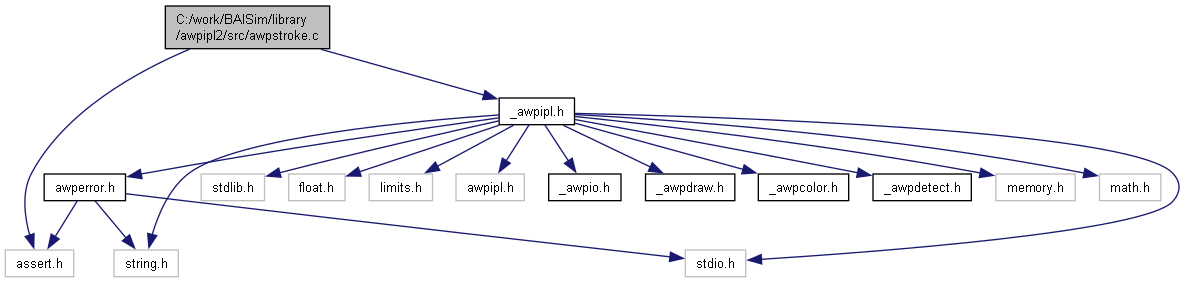 C:/work/BAISim/library
/awpipl2/src/awpstroke.c
_awpipl.h
awperror.h
stdlib.h
float.h
limits.h
awpipl.h
_awpio.h
_awpdraw.h
_awpcolor.h
_awpdetect.h
memory.h
math.h
assert.h
string.h
stdio.h